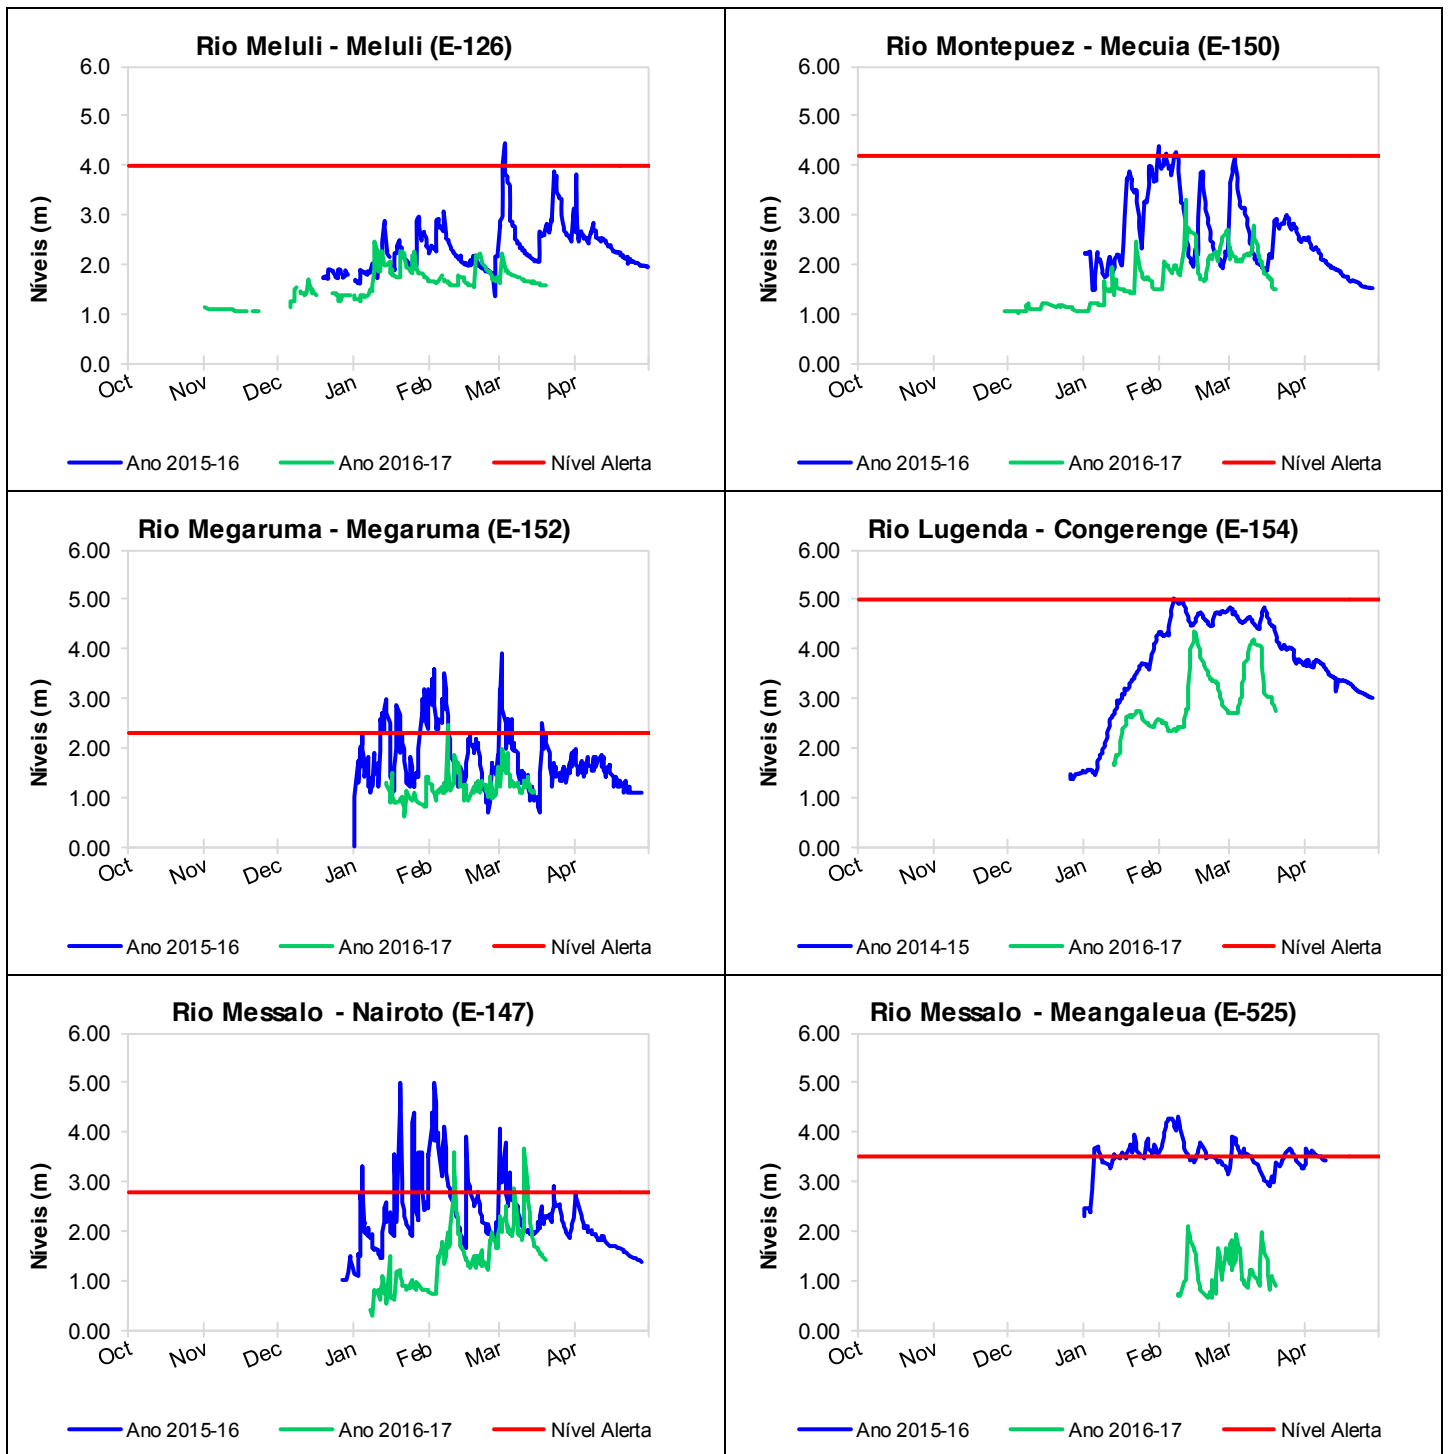 Rio Meluli - Meluli (E-126)
Níveis (m)
6.0
5.0
4.0
3.0
2.0
1.0
0.0
Oct Nov Dec Jan Feb Mar Apr
Ano 2015-16 Ano 2016-17 Nível Alerta
Rio Montepuez - Mecuia (E-150)
Níveis (m)
6.00
5.00
4.00
3.00
2.00
1.00
0.00
Oct Nov Dec Jan Feb Mar Apr
Ano 2015-16 Ano 2016-17 Nível Alerta
Rio Megaruma - Megaruma (E-152)
Níveis (m)
6.00
5.00
4.00
3.00
2.00
1.00
0.00
Oct Nov Dec Jan Feb Mar Apr
Ano 2015-16 Ano 2016-17 Nível Alerta
Rio Lugenda - Congerenge (E-154)
Níveis (m)
6.00
5.00
4.00
3.00
2.00
1.00
0.00
Oct Nov Dec Jan Feb Mar Apr
Ano 2014-15 Ano 2016-17 Nível Alerta
Rio Messalo - Nairoto (E-147)
Níveis (m)
6.00
5.00
4.00
3.00
2.00
1.00
0.00
Oct Nov Dec Jan Feb Mar Apr
Ano 2015-16 Ano 2016-17 Nível Alerta
Rio Messalo - Meangaleua (E-525)
Níveis (m)
6.00
5.00
4.00
3.00
2.00
1.00
0.00
Oct Nov Dec Jan Feb Mar Apr
Ano 2015-16 Ano 2016-17 Nível Alerta